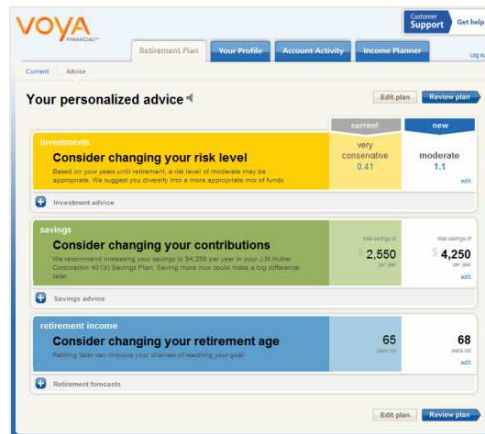 VOYA
FINANCIAL
Customer
Support
Get help
Retirement Plan
Your Profile
Account Activity
Income Planner
Current
Advice
Your personalized advice
Edit plan
Review plan
current
new
investments
Consider changing your risk level
Based on your years until retirement, a risk level of moderate may be
appropriate. We suggest you diversify into a more appropriate mix of funds.
very
conservative
0.41
moderate
1.1
edit
Investment advice
savings
Consider changing your contributions
We recommend increasing your savings to $4,250 per year in your J.M.Huber
Corporation 401(k) Savings Plan. Saving more now could make a big difference
later.
total savings of
$ 2,550
per year
total savings of
$ 4,250
per year
edit
Savings advice
retirement income
Consider changing your retirement age
Retiring later can improve your chances of reaching your goal.
65
years old
68
years old
edit
Retirement forecasts
Edit plan
Review plan